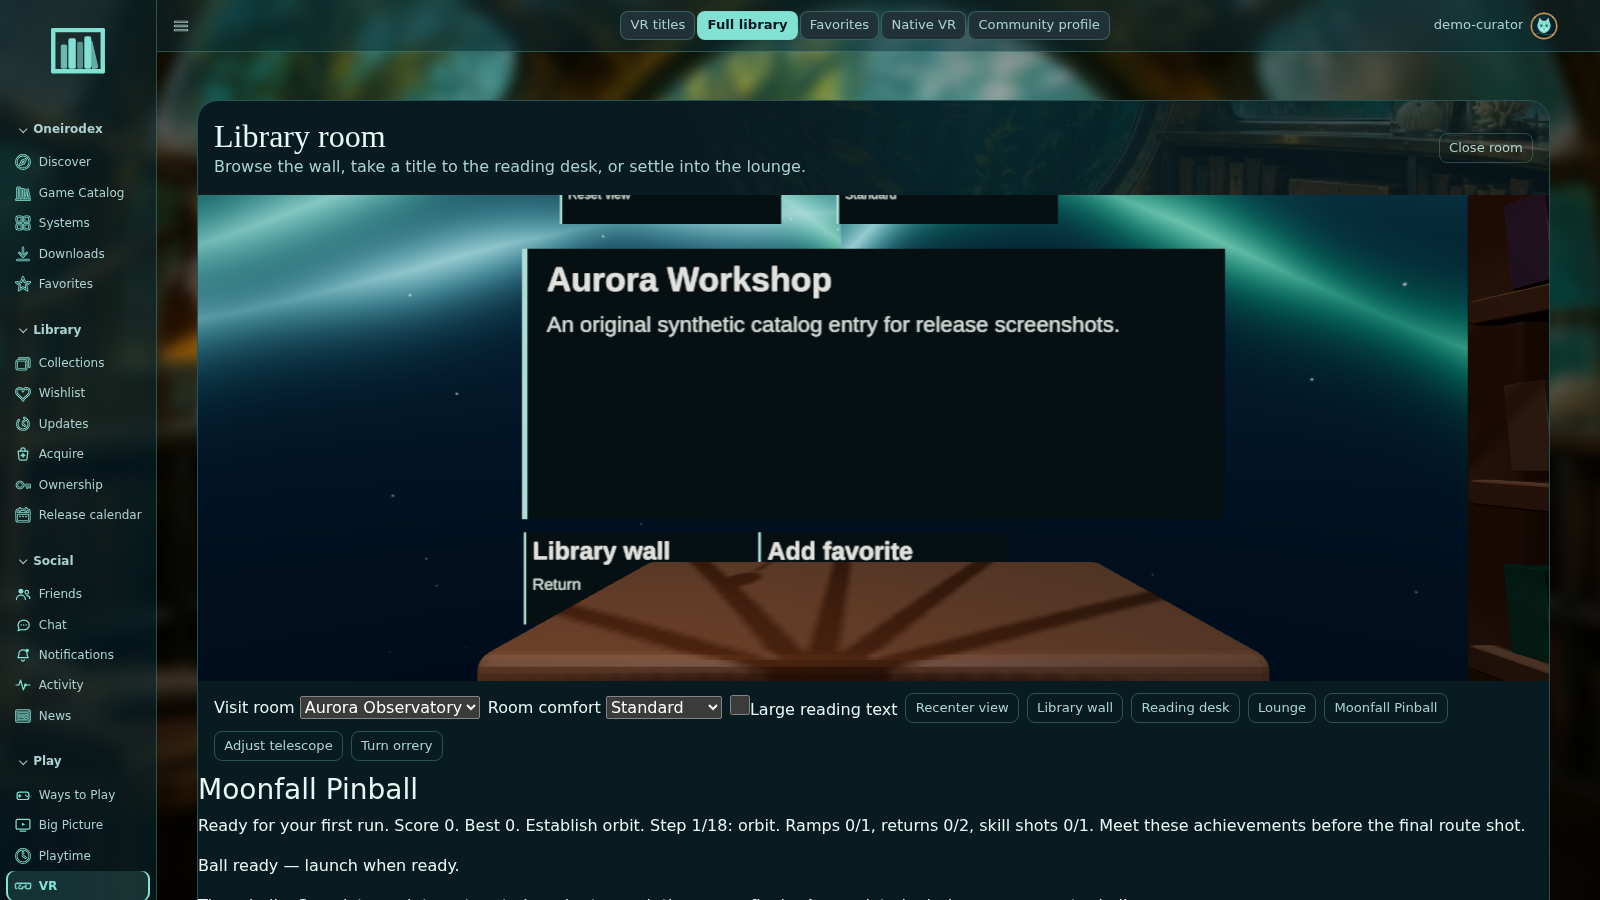 VR titles
Full library
Favorites
Native VR
Community profile
demo-curator
Oneirodex
Discover
Game Catalog
Systems
Downloads
Favorites
Library
Collections
Wishlist
Updates
Acquire
Ownership
Release calendar
Social
Friends
Chat
Notifications
Activity
News
Play
Ways to Play
Big Picture
Playtime
VR
Library room
Browse the wall, take a title to the reading desk, or settle into the lounge.
Close room
Reset view
Standard
Aurora Workshop
An original synthetic catalog entry for release screenshots.
Library wall
Return
Add favorite
Visit room Aurora Observatory Room comfort Standard Large reading text Recenter view Library wall Reading desk Lounge Moonfall Pinball
Adjust telescope Turn orrery
Moonfall Pinball
Ready for your first run. Score 0. Best 0. Establish orbit. Step 1/18: orbit. Ramps 0/1, returns 0/2, skill shots 0/1. Meet these achievements before the final route shot.
Ball ready — launch when ready.